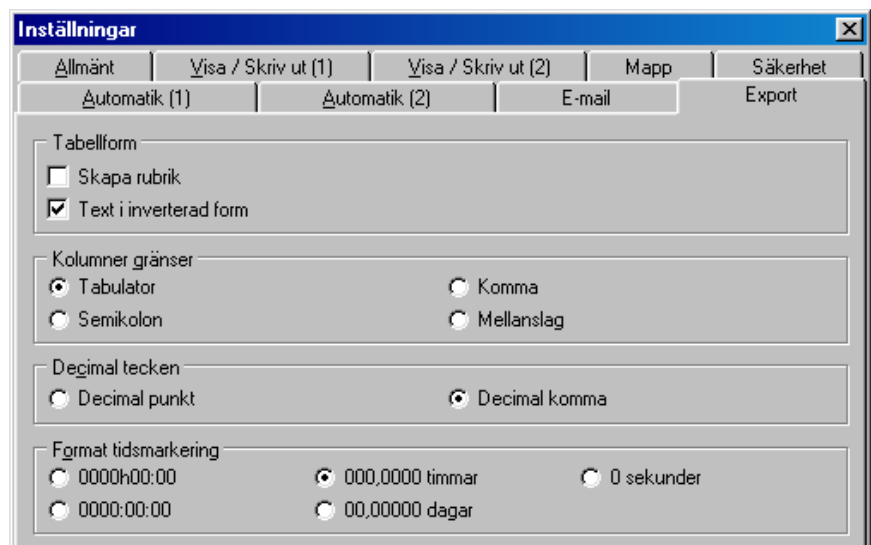 Inställningar
Allmänt Visa / Skriv ut (1) Visa / Skriv ut (2) Mapp Säkerhet
Automatik (1) Automatik (2) E-mail Export
Tabellform
Skapa rubrik
Text i inverterad form
Kolumner gränser
Tabulator Komma
Semikolon Mellanslag
Decimal tecken
Decimal punkt Decimal komma
Format tidsmarkering
0000h00:00 000,0000 timmar 0 sekunder
0000:00:00 00,00000 dagar